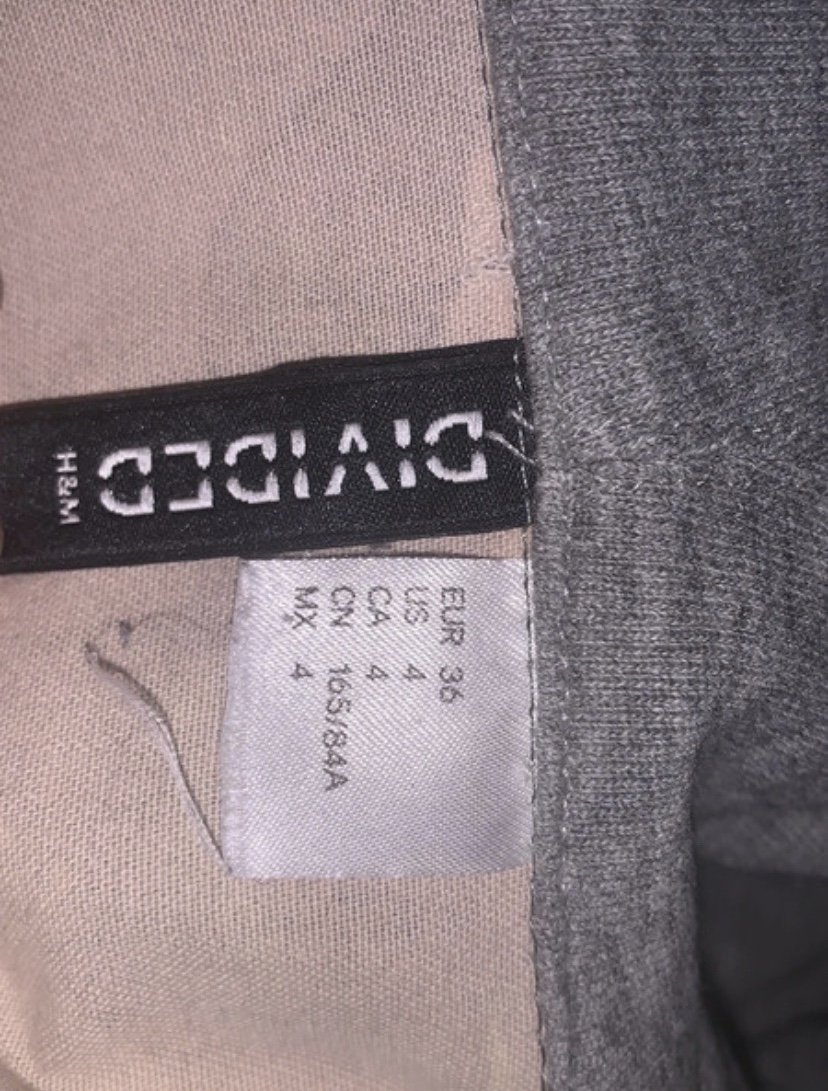 DIVIDED
H&M
EUR 36
US 4
CA 4
CN 165/84A
MX 4